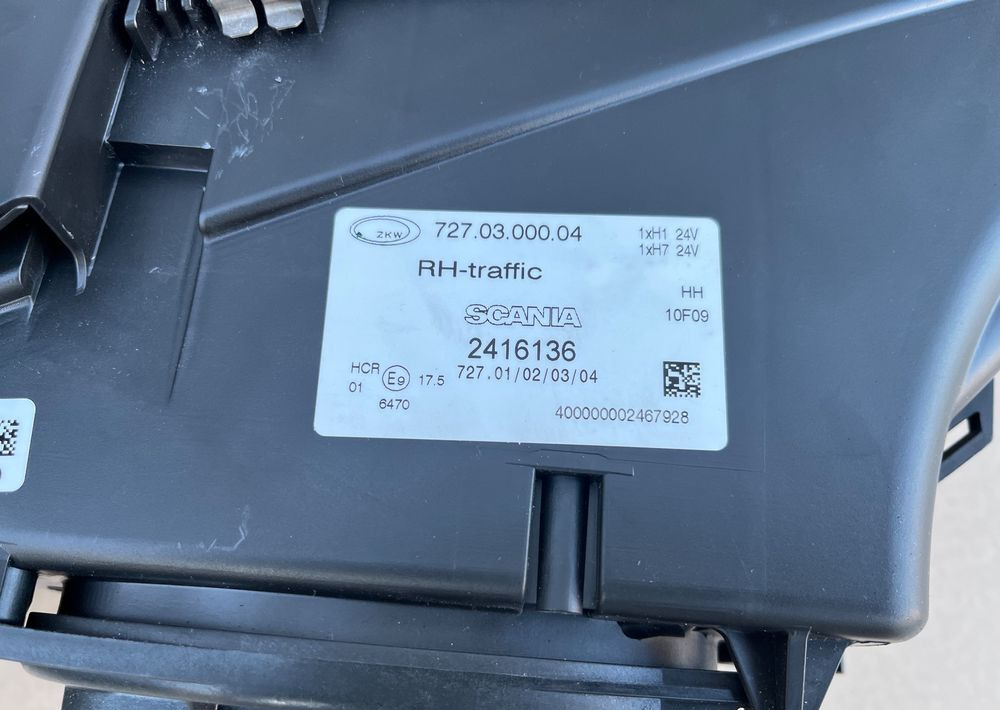 ZKW 727.03.000.04 1xH1 24V
1xH7 24V
RH-traffic
HH
SCANIA 10F09
2416136
HCR E9 17.5 727.01/02/03/04
01
6470 400000002467928